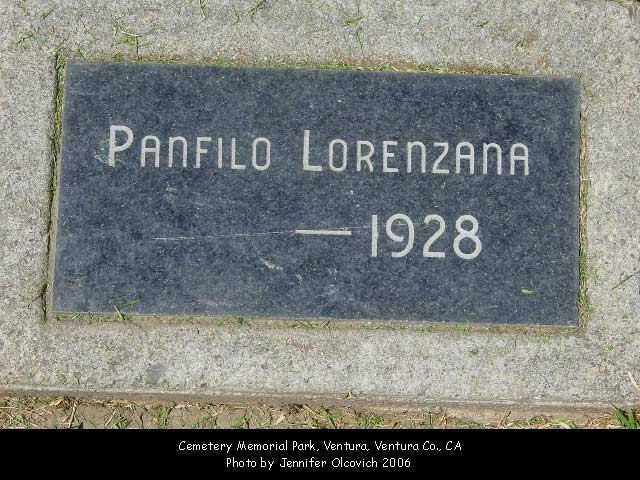 Panfilo Lorenzana
— 1928
Cemetery Memorial Park, Ventura, Ventura Co., CA
Photo by Jennifer Olcovich 2006